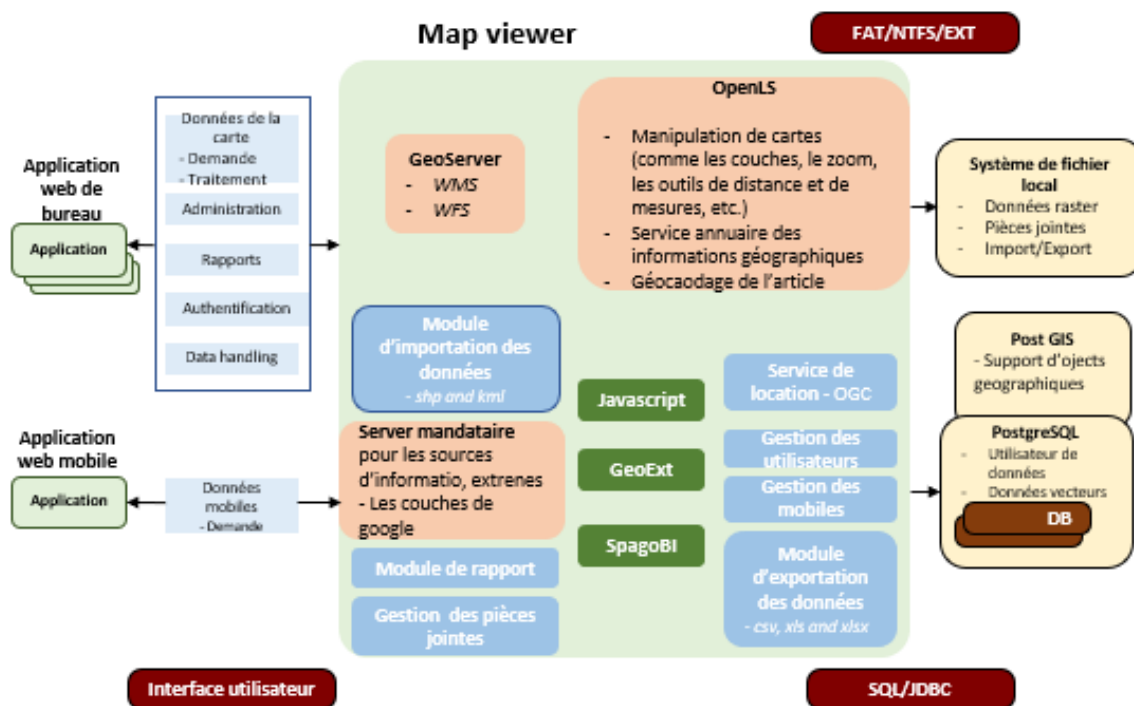 Map viewer
FAT/NTFS/EXT
Application
web de
bureau
Application
Données de la
carte
- Demande
- Traitement
Administration
Rapports
Authentification
Data handling
GeoServer
- WMS
- WFS
OpenLS
- Manipulation de cartes
(comme les couches, le zoom,
les outils de distance et de
mesures, etc.)
- Service annuaire des
informations géographiques
- Géocaodage de l'article
Système de fichier
local
- Données raster
- Pièces jointes
- Import/Export
Module
d'importation des
données
- shp and kml
Javascript
GeoExt
SpagoBI
Service de
location - OGC
Gestion des
utilisateurs
Gestion des
mobiles
Module
d'exportation
des données
- csv, xls and xlsx
Post GIS
- Support d'ojects
geographiques
PostgreSQL
- Utilisateur de
données
- Données vecteurs
DB
Application
web mobile
Application
Données
mobiles
- Demande
Server mandataire
pour les sources
d'informatio, extrenes
- Les couches de
google
Module de rapport
Gestion des pièces
jointes
Interface utilisateur
SQL/JDBC